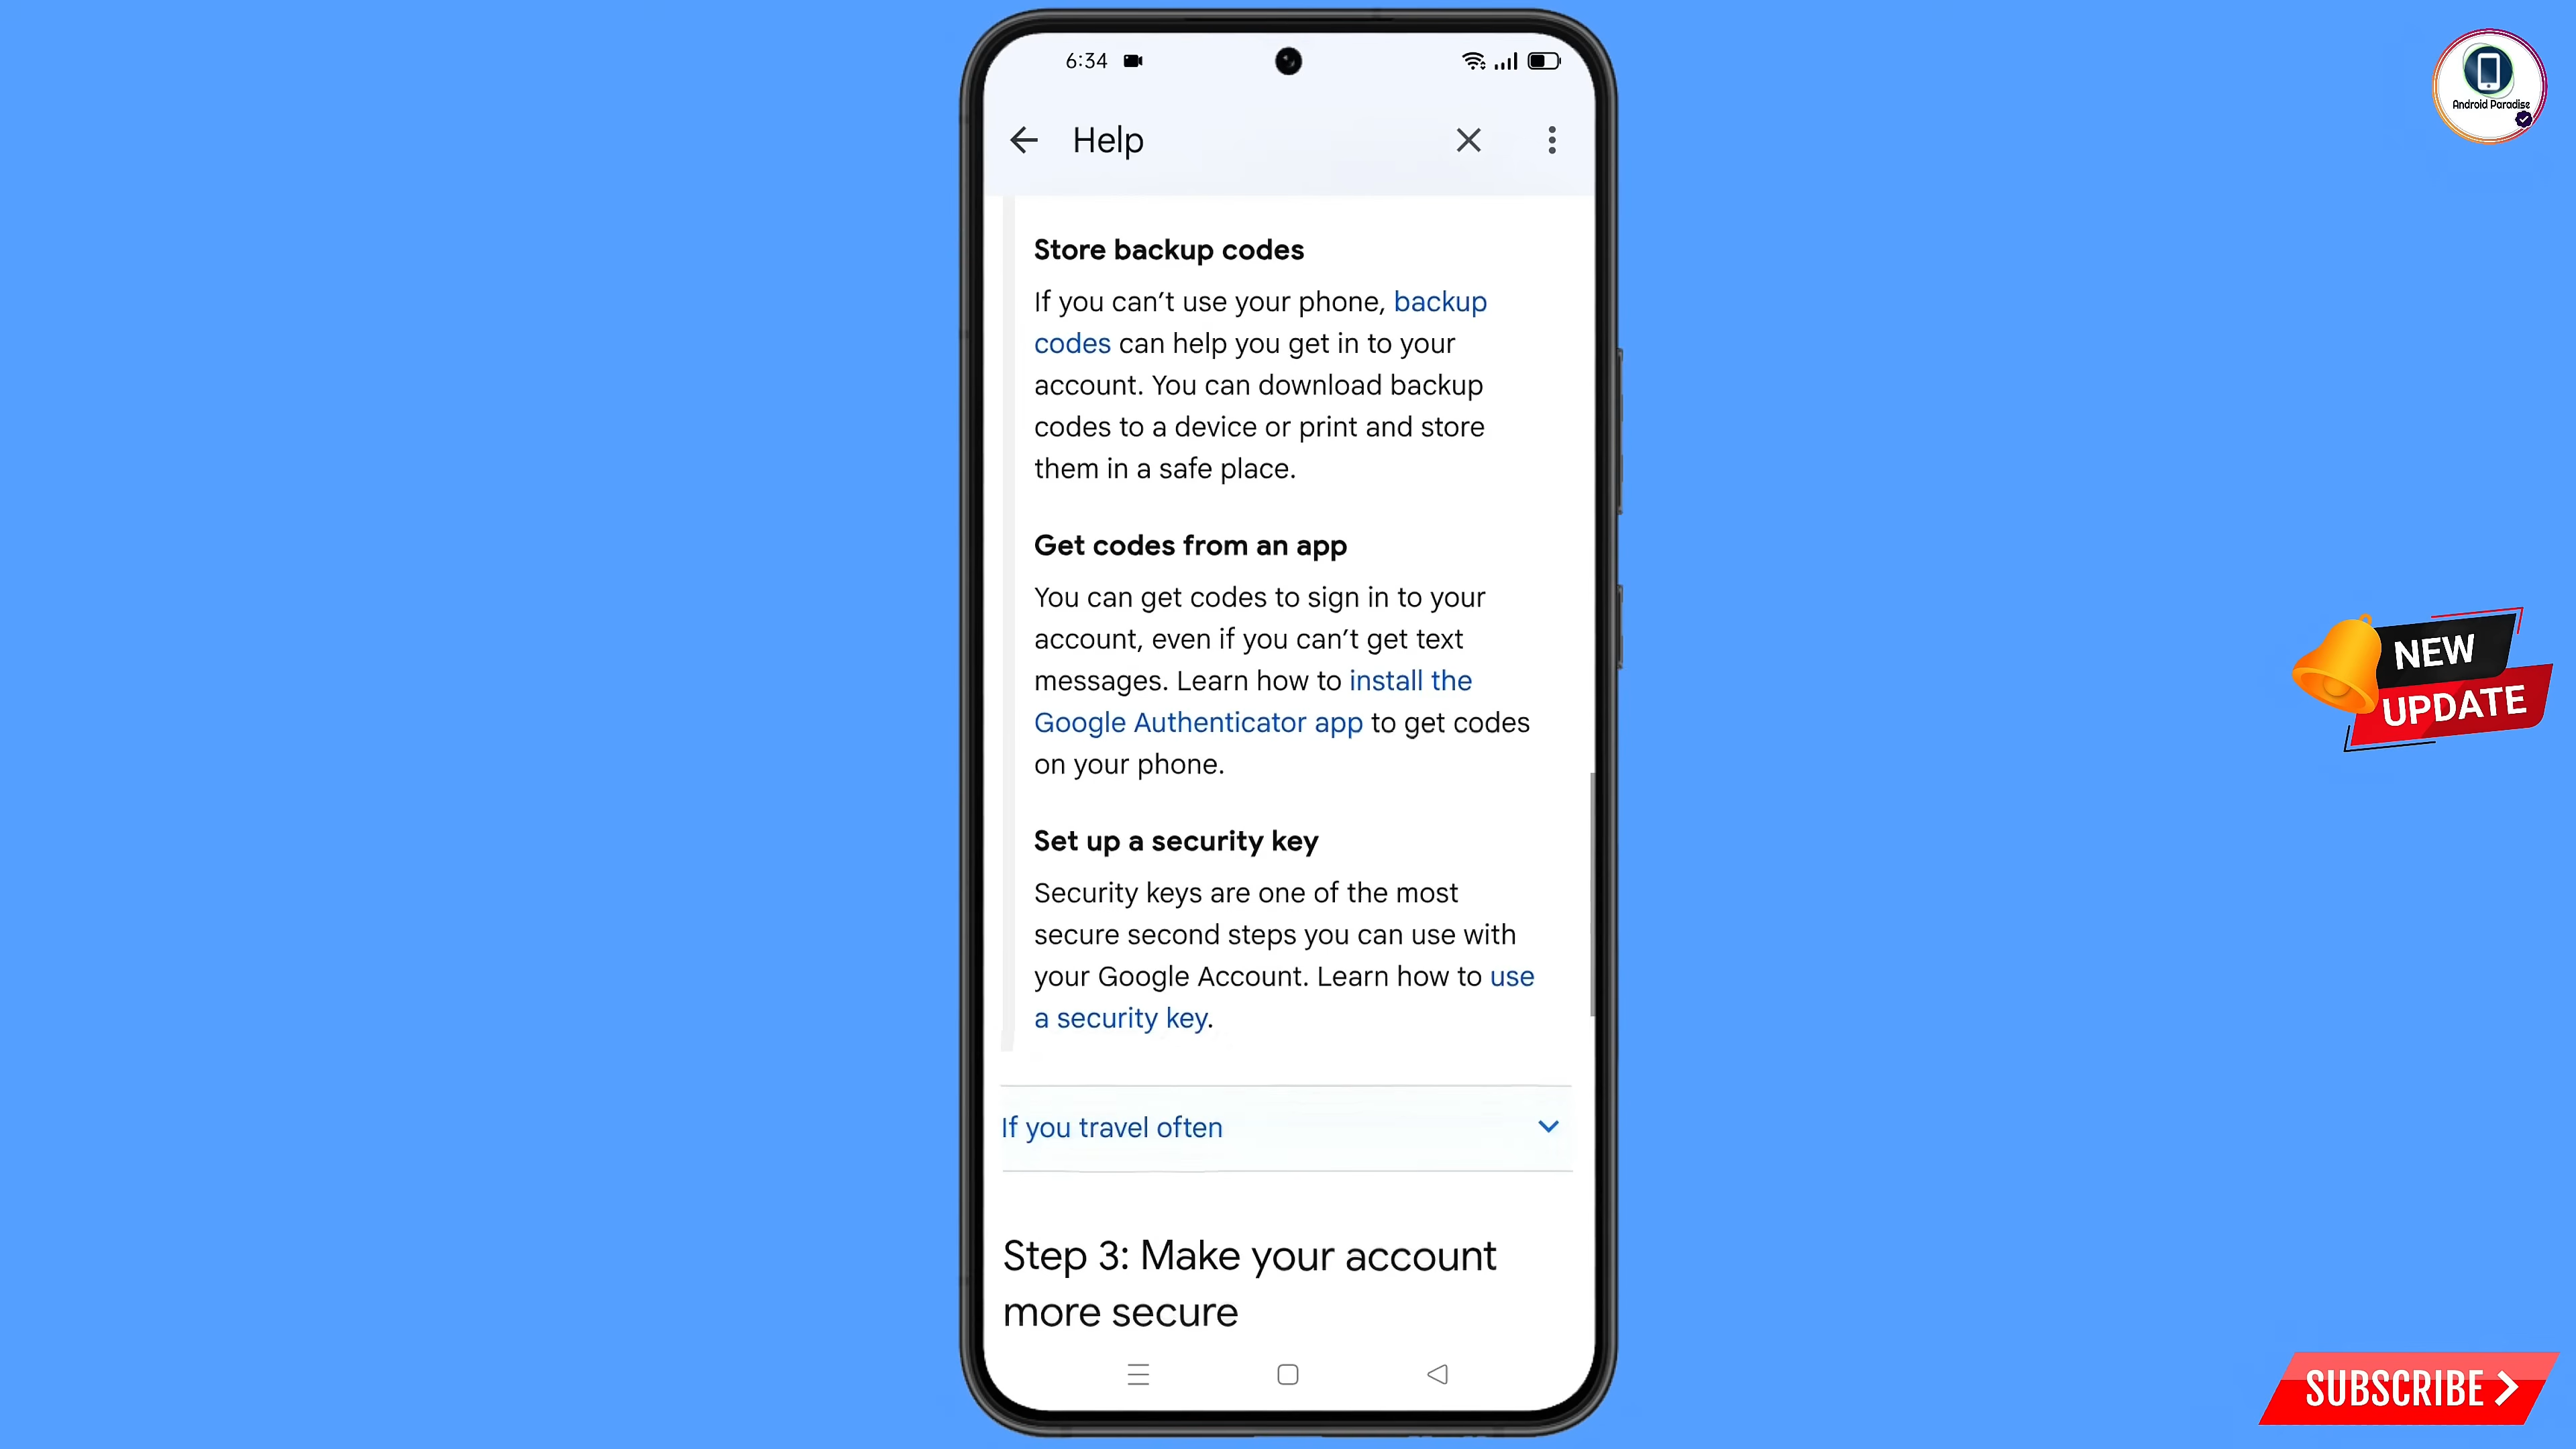 6:34
Android Paradise
Help
Store backup codes
If you can't use your phone, backup
codes can help you get in to your
account. You can download backup
codes to a device or print and store
them in a safe place.
Get codes from an app
You can get codes to sign in to your
account, even if you can't get text
messages. Learn how to install the
Google Authenticator app to get codes
on your phone.
NEW
UPDATE
Set up a security key
Security keys are one of the most
secure second steps you can use with
your Google Account. Learn how to use
a security key.
If you travel often
Step 3: Make your account
more secure
SUBSCRIBE